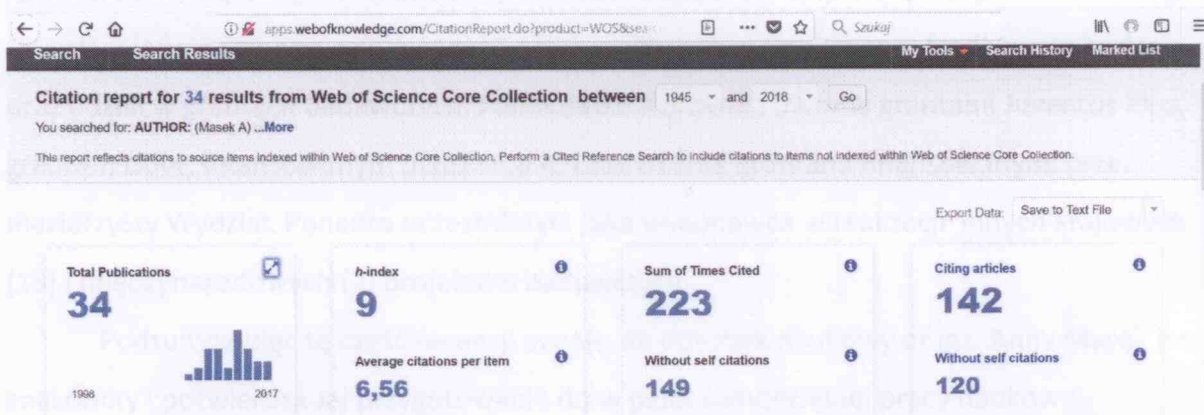 apps.webofknowledge.com/CitationReport.do?product=WOS&sear
Szukaj
Search Search Results My Tools Search History Marked List
Citation report for 34 results from Web of Science Core Collection between 1945 and 2018 Go
You searched for: AUTHOR: (Masek A) ...More
This report reflects citations to source items indexed within Web of Science Core Collection. Perform a Cited Reference Search to include citations to items not indexed within Web of Science Core Collection.
Export Data: Save to Text File
Total Publications h-index Sum of Times Cited Citing articles
34 9 223 142
Average citations per item Without self citations Without self citations
1998 2017 6,56 149 120